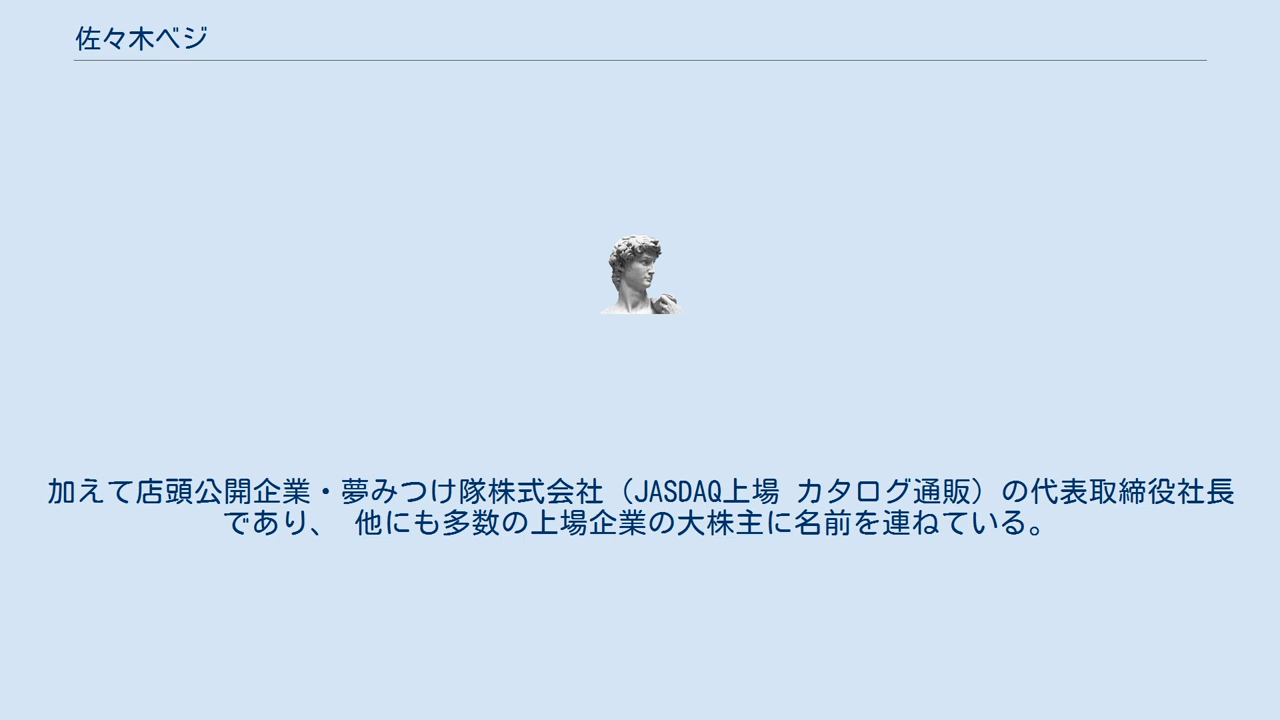 佐々木ベジ
加えて店頭公開企業・夢みつけ隊株式会社（JASDAQ上場 カタログ通販）の代表取締役社長
であり、 他にも多数の上場企業の大株主に名前を連ねている。